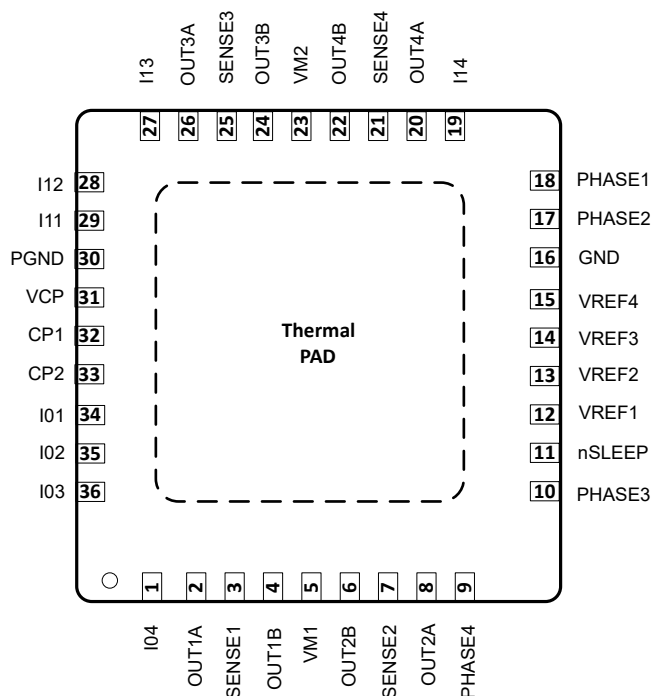 I13
OUT3A
SENSE3
OUT3B
VM2
OUT4B
SENSE4
OUT4A
I14
27
26
25
24
23
22
21
20
19
I12 28
I11 29
PGND 30
VCP 31
CP1 32
CP2 33
I01 34
I02 35
I03 36
Thermal
PAD
18 PHASE1
17 PHASE2
16 GND
15 VREF4
14 VREF3
13 VREF2
12 VREF1
11 nSLEEP
10 PHASE3
1
2
3
4
5
6
7
8
9
I04
OUT1A
SENSE1
OUT1B
VM1
OUT2B
SENSE2
OUT2A
PHASE4